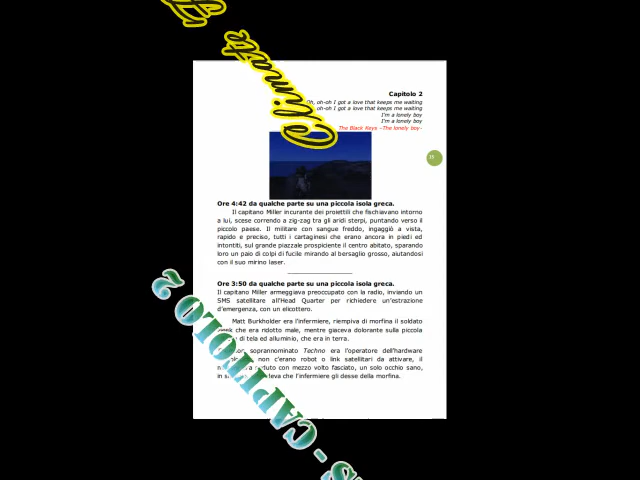 Climate
Capitolo 2
oh-oh I got a love that keeps me waiting
oh-oh I got a love that keeps me waiting
I'm a lonely boy
I'm a lonely boy
The Black Keys -The lonely boy-
Ore 4:42 da qualche parte su una piccola isola greca.
Il capitano Miller incurante dei proiettili che fischiavano intorno
a lui, scese correndo a zig-zag tra gli aridi sterpi, puntando verso il
piccolo paese. Il militare con sangue freddo, ingaggiò a vista,
rapido e preciso, tutti i cartaginesi che erano ancora in piedi ed
intontiti, sul grande piazzale prospiciente il centro abitato, sparando
loro un paio di colpi di fucile mirando al bersaglio grosso, aiutandosi
con il suo mirino laser.
Ore 3:50 da qualche parte su una piccola isola greca.
Il capitano Miller armeggiava preoccupato con la radio, inviando un
SMS satellitare all'Head Quarter per richiedere un'estrazione
d'emergenza, con un elicottero.
Matt Burkholder era l'infermiere, riempiva di morfina il soldato
che era ridotto male, mentre giaceva dolorante sulla piccola
di tela ed alluminio, che era in terra.
soprannominato Techno era l'operatore dell'hardware
non c'erano robot o link satellitari da attivare, il
tuto con mezzo volto fasciato, un solo occhio sano,
in leva che l'infermiere gli desse della morfina.
S - CAPITOLO 2